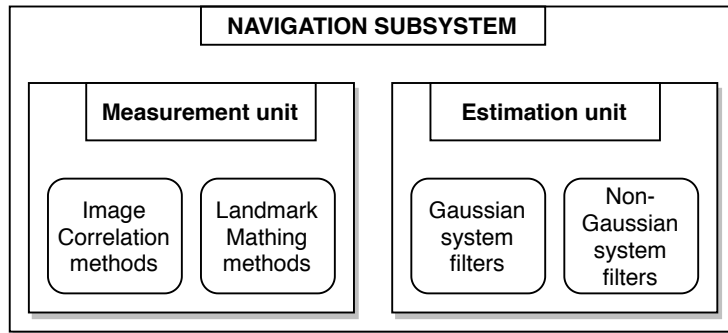 NAVIGATION SUBSYSTEM
Measurement unit
Image
Correlation
methods
Landmark
Mathing
methods
Estimation unit
Gaussian
system
filters
Non-
Gaussian
system
filters